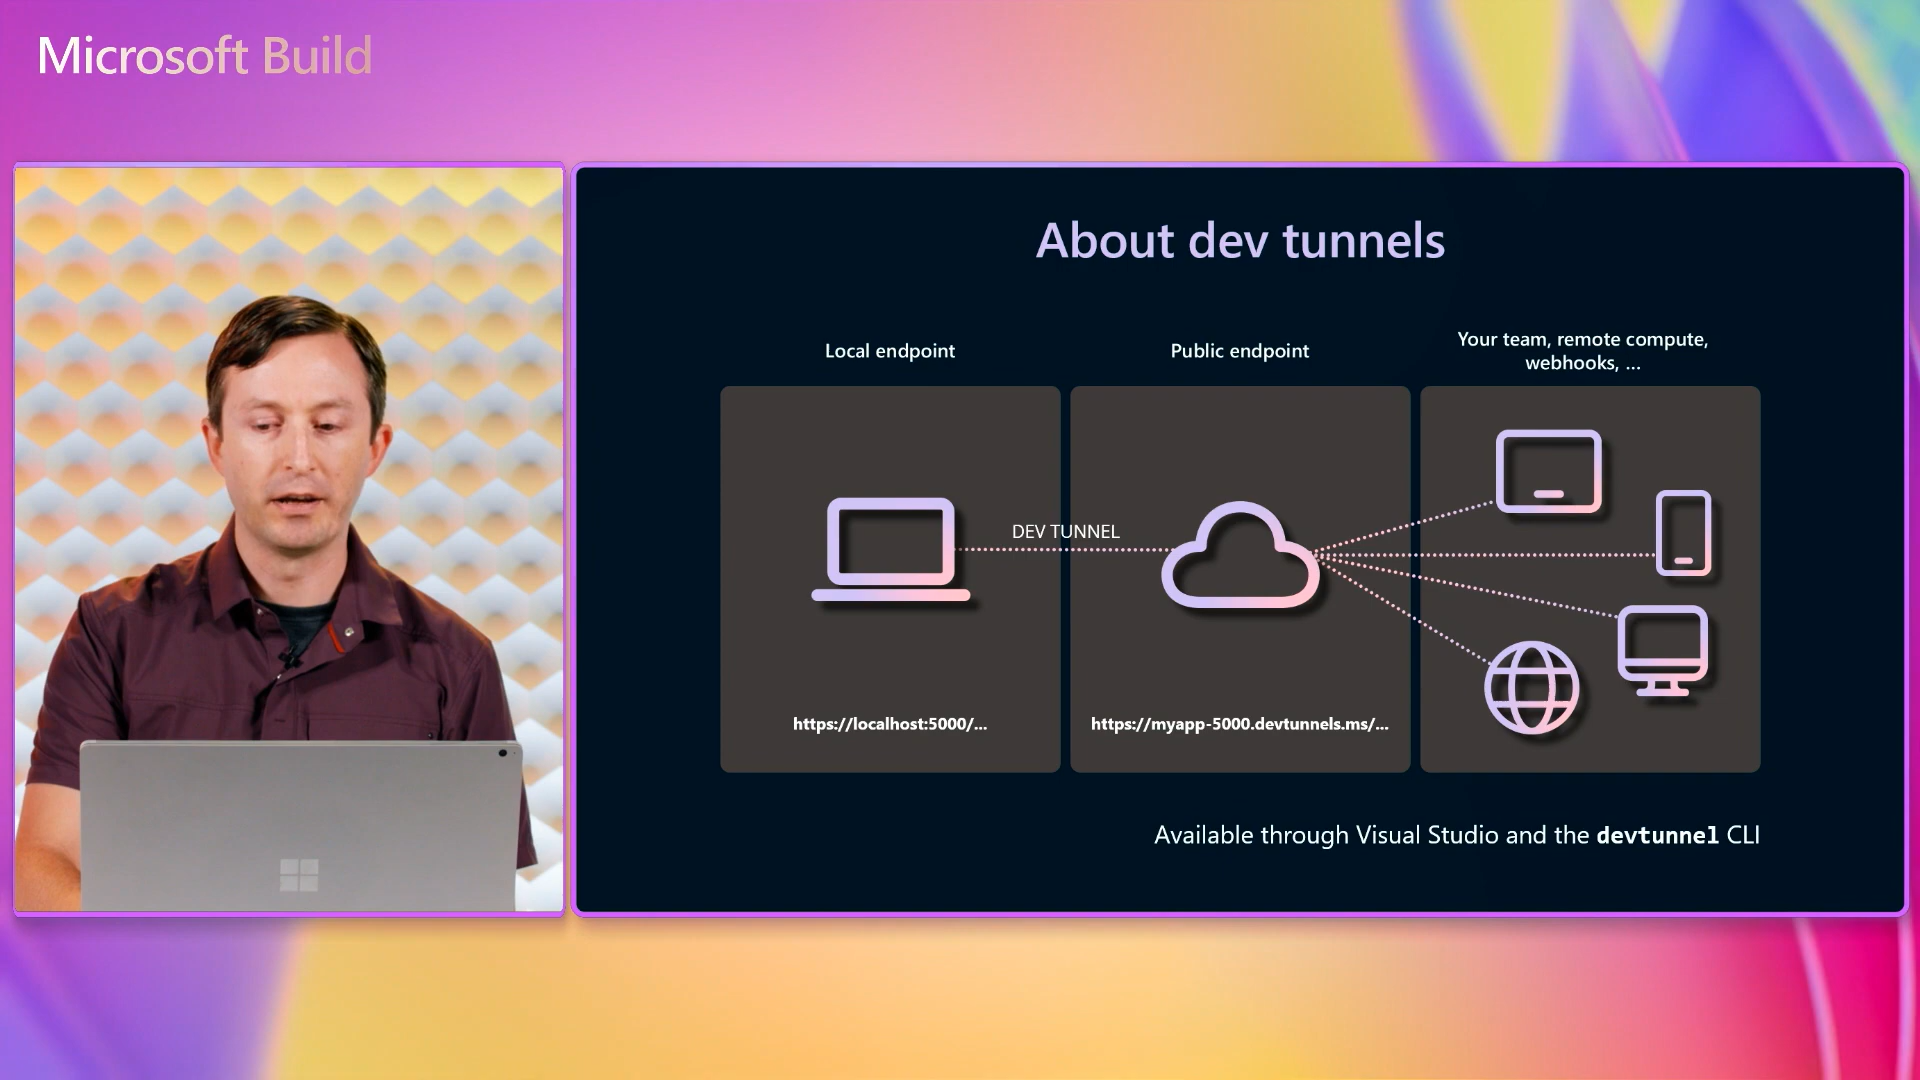 Microsoft Build
About dev tunnels
Local endpoint
Public endpoint
Your team, remote compute,
webhooks, ...
DEV TUNNEL
https://localhost:5000/...
https://myapp-5000.devtunnels.ms/...
Available through Visual Studio and the devtunnel CLI